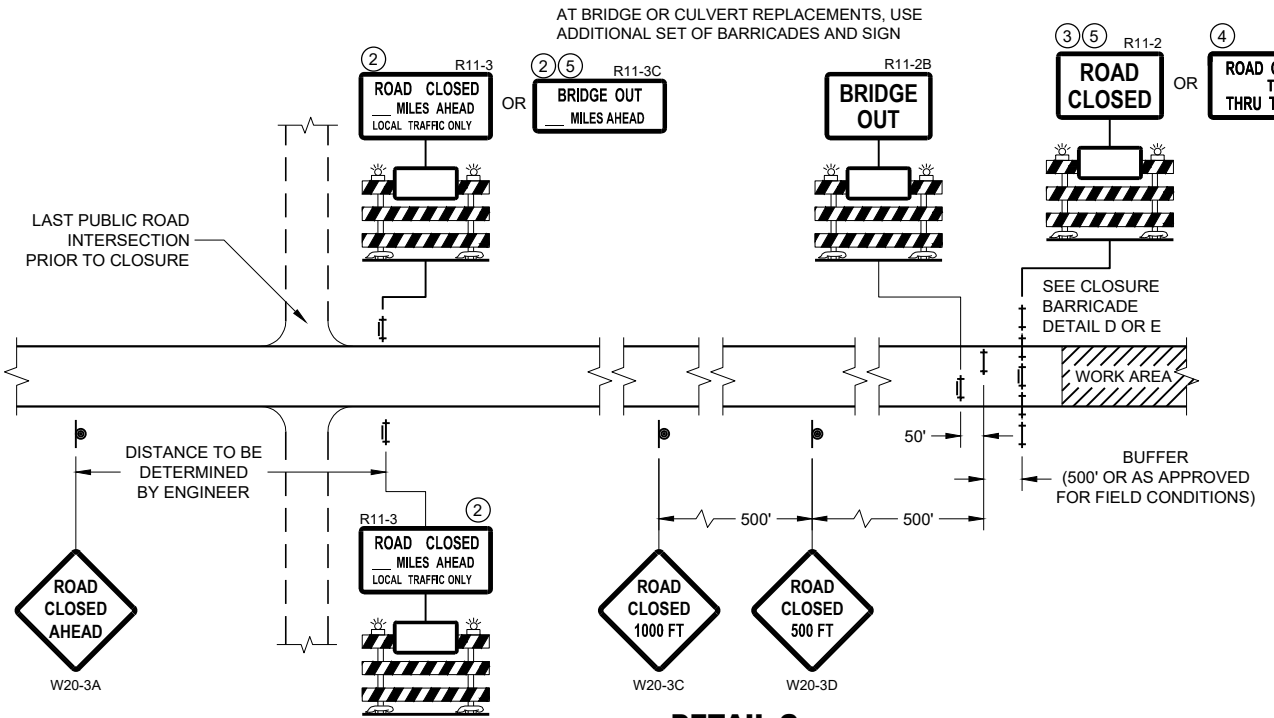 AT BRIDGE OR CULVERT REPLACEMENTS, USE
ADDITIONAL SET OF BARRICADES AND SIGN
2
R11-3
ROAD CLOSED
___ MILES AHEAD
LOCAL TRAFFIC ONLY
OR
2 5
R11-3C
BRIDGE OUT
___ MILES AHEAD
R11-2B
BRIDGE
OUT
3 5
R11-2
ROAD
CLOSED
OR
4
ROAD
THRU
LAST PUBLIC ROAD
INTERSECTION
PRIOR TO CLOSURE
SEE CLOSURE
BARRICADE
DETAIL D OR E
WORK AREA
DISTANCE TO BE
DETERMINED
BY ENGINEER
50'
BUFFER
(500' OR AS APPROVED
FOR FIELD CONDITIONS)
500'
500'
R11-3
2
ROAD CLOSED
___ MILES AHEAD
LOCAL TRAFFIC ONLY
ROAD
CLOSED
AHEAD
W20-3A
ROAD
CLOSED
1000 FT
W20-3C
ROAD
CLOSED
500 FT
W20-3D